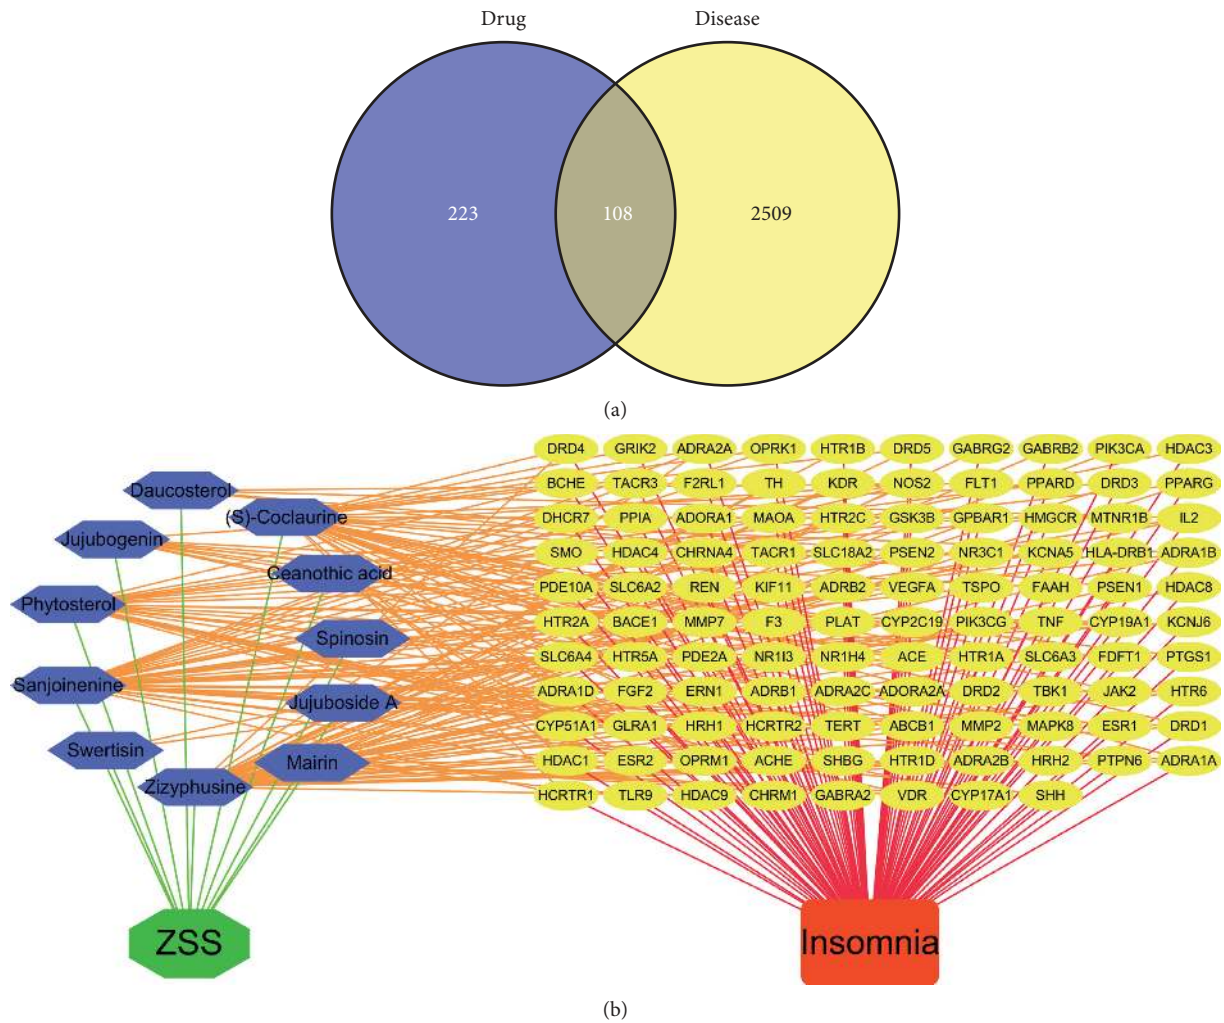 Drug Disease
223 108 2509
(a)
DRD4 GRIK2 ADRA2A OPRK1 HTR1B DRD5 GABRG2 GABRB2 PIK3CA HDAC3
BCHE TACR3 F2RL1 TH KDR NOS2 FLT1 PPARD DRD3 PPARG
Daucosterol
(S)-Coclaurine
DHCR7 PPIA ADORA1 MAOA HTR2C GSK3B GPBAR1 HMGCR MTNR1B IL2
Jujubogenin
SMO HDAC4 CHRNA4 TACR1 SLC18A2 PSEN2 NR3C1 KCNA5 HLA-DRB1 ADRA1B
Ceanothic acid
PDE10A SLC6A2 REN KIF11 ADRB2 VEGFA TSPO FAAH PSEN1 HDAC8
Phytosterol
HTR2A BACE1 MMP7 F3 PLAT CYP2C19 PIK3CG TNF CYP19A1 KCNJ6
Spinosin
SLC6A4 HTR5A PDE2A NR1I3 NR1H4 ACE HTR1A SLC6A3 FDFT1 PTGS1
Sanjoinenine
ADRA1D FGF2 ERN1 ADRB1 ADRA2C ADORA2A DRD2 TBK1 JAK2 HTR6
Jujuboside A
CYP51A1 GLRA1 HRH1 HCRTR2 TERT ABCB1 MMP2 MAPK8 ESR1 DRD1
Swertisin
Mairin
HDAC1 ESR2 OPRM1 ACHE SHBG HTR1D ADRA2B HRH2 PTPN6 ADRA1A
Zizyphusine
HCRTR1 TLR9 HDAC9 CHRM1 GABRA2 VDR CYP17A1 SHH
ZSS Insomnia
(b)